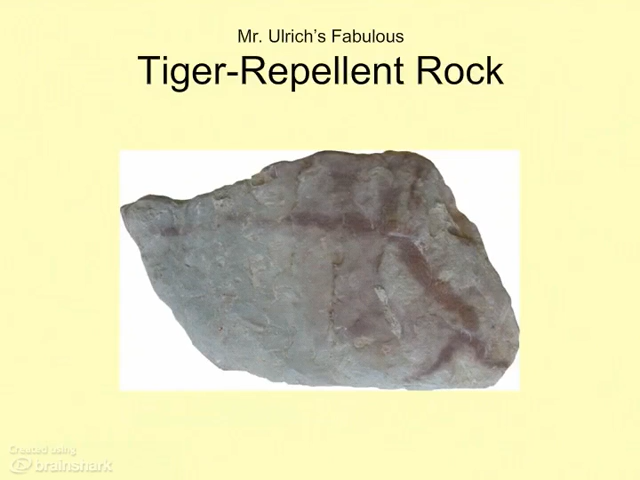 Mr. Ulrich’s Fabulous
Tiger-Repellent Rock
Created using
brainshark